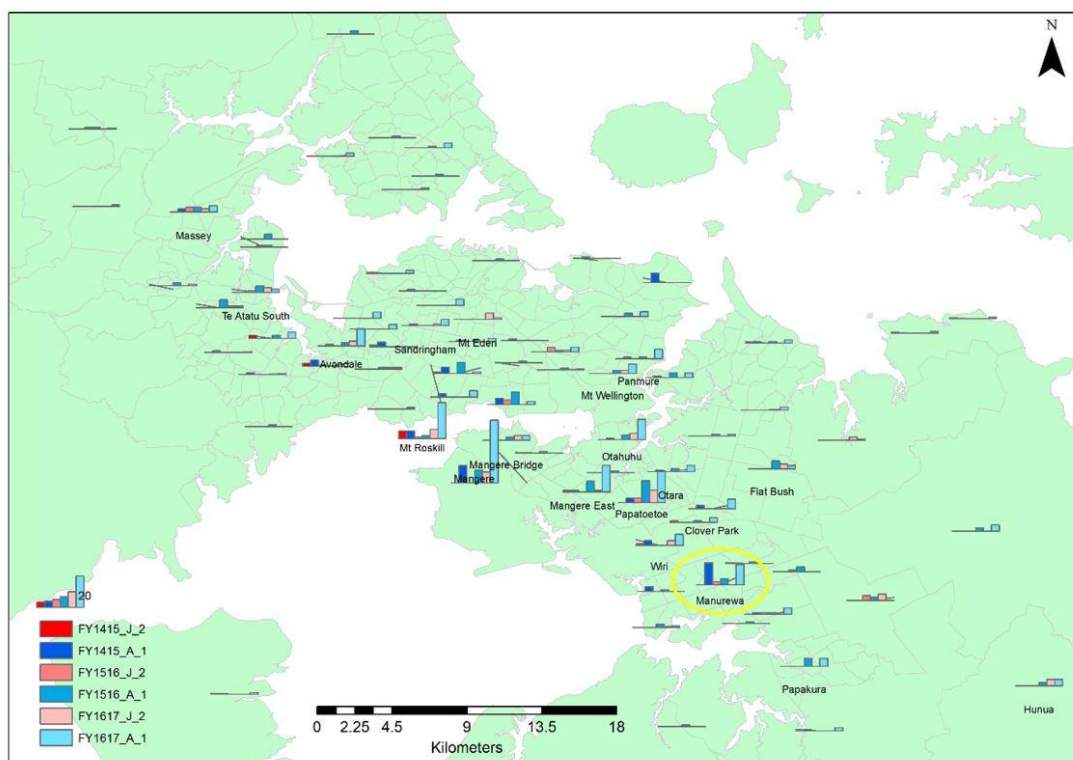 N
Massey
Te Atatu South
Avondale
Sandringham
Mt Eden
Panmure
Mt Wellington
Mt Roskill
Otahuhu
Mangere Bridge
Mangere
Mangere East
Papatoetoe
Otara
Flat Bush
Clover Park
Wiri
Manurewa
Papakura
Hunua
20
FY1415_J_2
FY1415_A_1
FY1516_J_2
FY1516_A_1
FY1617_J_2
FY1617_A_1
0 2.25 4.5 9 13.5 18
Kilometers